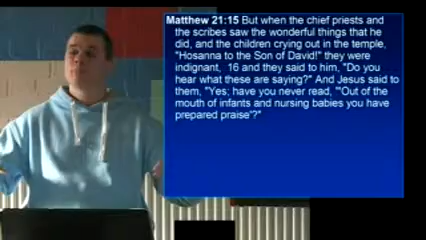 Matthew 21:15 But when the chief priests and
the scribes saw the wonderful things that he
did, and the children crying out in the temple,
"Hosanna to the Son of David!" they were
indignant,  16 and they said to him, "Do you
hear what these are saying?" And Jesus said to
them, "Yes; have you never read, "'Out of the
mouth of infants and nursing babies you have
prepared praise'?"